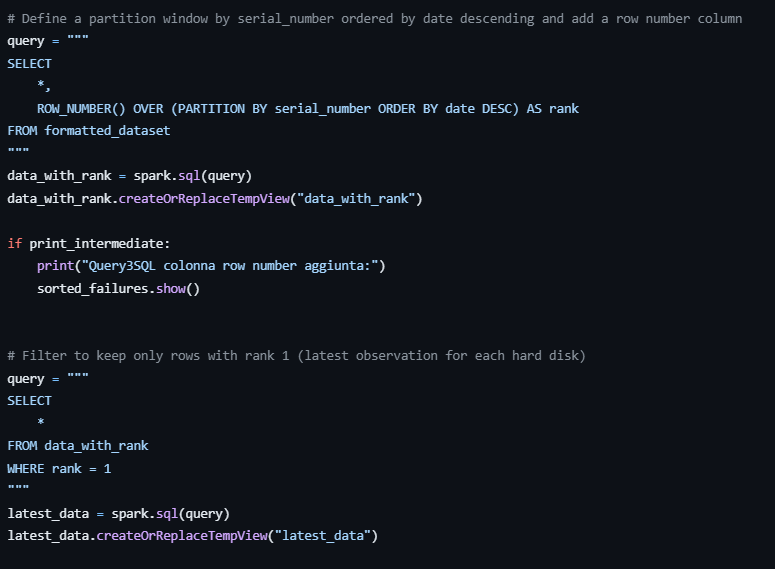 # Define a partition window by serial_number ordered by date descending and add a row number column
query = """
SELECT
    *,
    ROW_NUMBER() OVER (PARTITION BY serial_number ORDER BY date DESC) AS rank
FROM formatted_dataset
"""
data_with_rank = spark.sql(query)
data_with_rank.createOrReplaceTempView("data_with_rank")

if print_intermediate:
    print("Query3SQL colonna row number aggiunta:")
    sorted_failures.show()


# Filter to keep only rows with rank 1 (latest observation for each hard disk)
query = """
SELECT
    *
FROM data_with_rank
WHERE rank = 1
"""
latest_data = spark.sql(query)
latest_data.createOrReplaceTempView("latest_data")